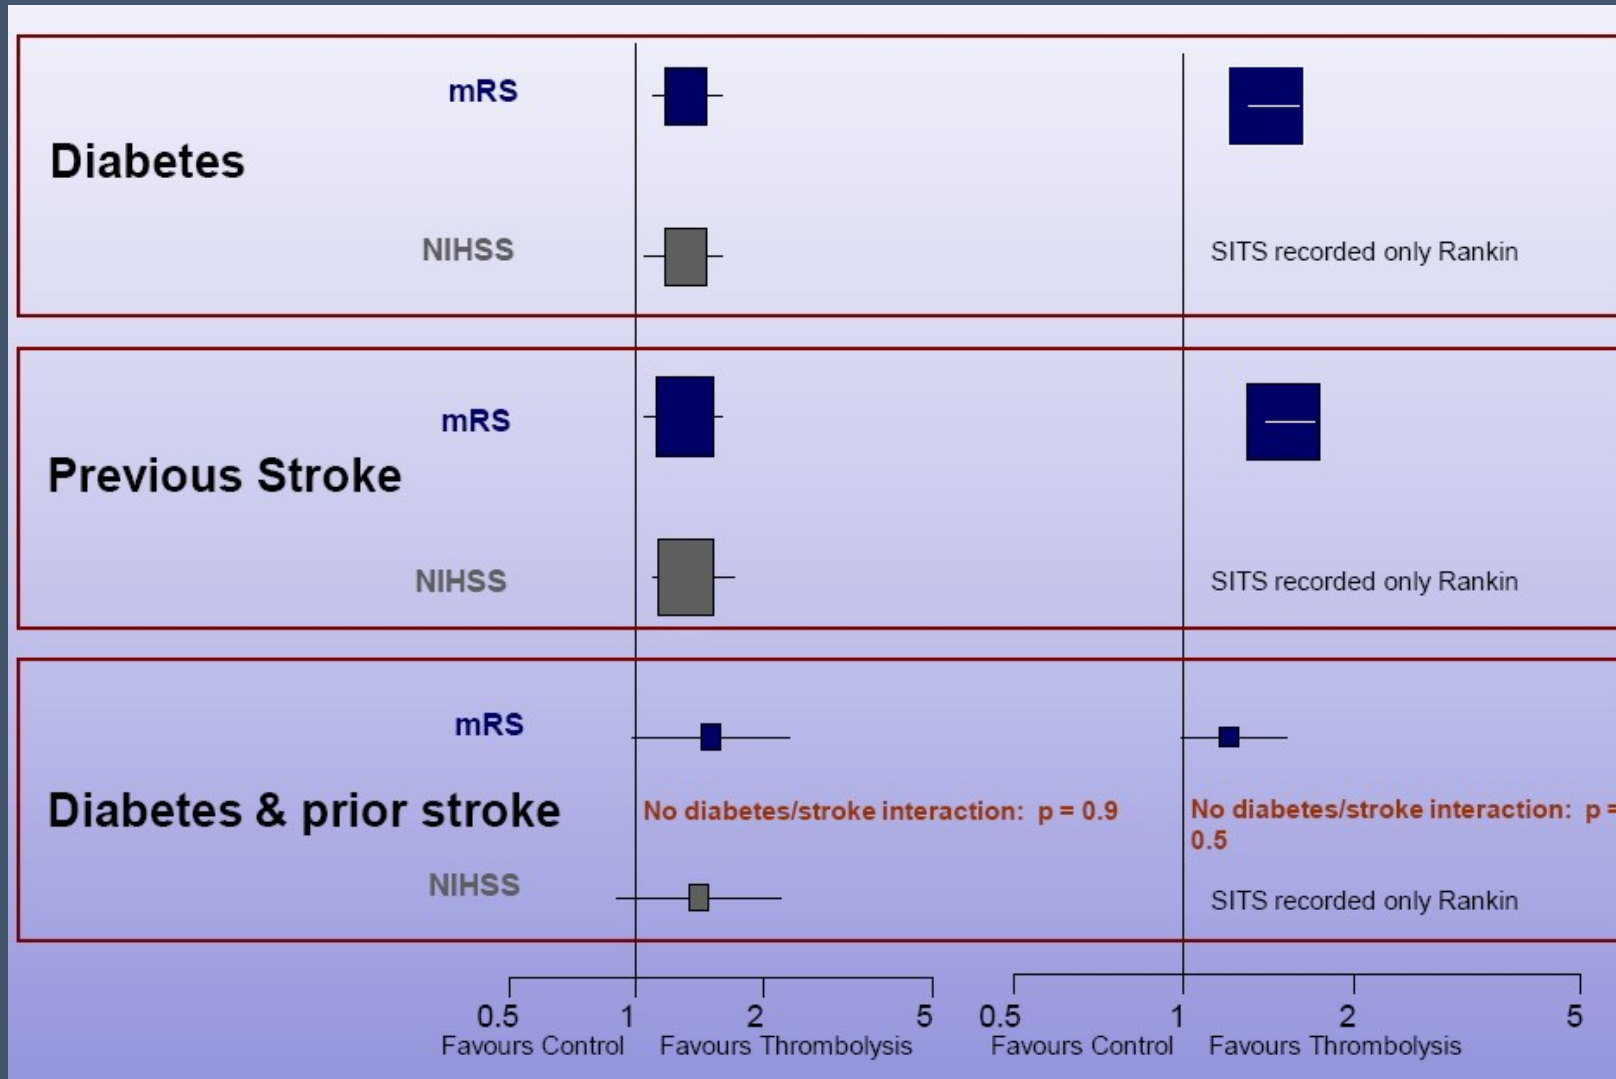 mRS
Diabetes
NIHSS
SITS recorded only Rankin
mRS
Previous Stroke
NIHSS
SITS recorded only Rankin
mRS
Diabetes & prior stroke
No diabetes/stroke interaction: p = 0.9
No diabetes/stroke interaction: p =
0.5
NIHSS
SITS recorded only Rankin
0.5 1 2 5
Favours Control Favours Thrombolysis
0.5 1 2 5
Favours Control Favours Thrombolysis